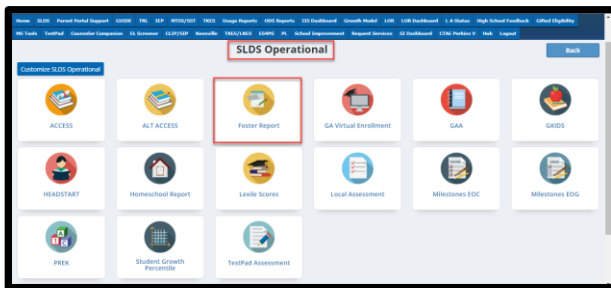 Home SLDS Parent Portal Support GUIDE TRL IEP MTSS/SST TKES Usage Reports ODS Reports IIS Dashboard Growth Model LOR LOR Dashboard L A Status High School Feedback Gifted Eligibility
MS Tools TestPad Counselor Companion EL Screener CLIP/SIP Keenville TKES/LKES ED4PE PL School Improvement Request Services SI Dashboard CTAE Perkins V Hub Logout
SLDS Operational
Back
Customize SLDS Operational
ACCESS ALT ACCESS Foster Report GA Virtual Enrollment GAA GKIDS
HEADSTART Homeschool Report Lexile Scores Local Assessment Milestones EOC Milestones EOG
PREK Student Growth Percentile TestPad Assessment